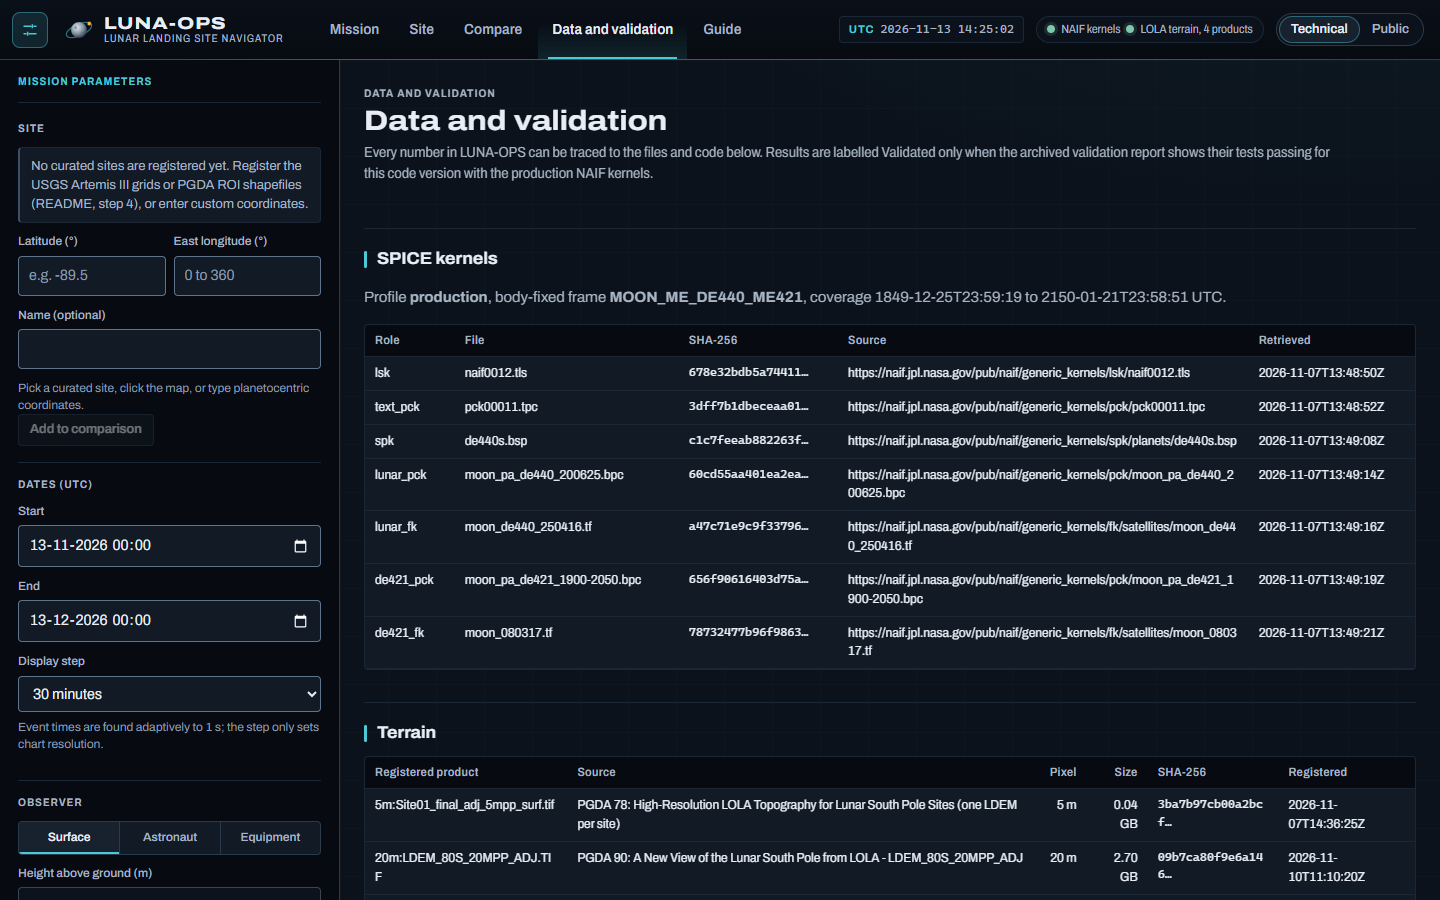 LUNA-OPS
LUNAR LANDING SITE NAVIGATOR
Mission
Site
Compare
Data and validation
Guide
UTC 2026-11-13 14:25:02
NAIF kernels
LOLA terrain, 4 products
Technical
Public
MISSION PARAMETERS
SITE
No curated sites are registered yet. Register the
USGS Artemis III grids or PGDA ROI shapefiles
(README, step 4), or enter custom coordinates.
Latitude (°)
East longitude (°)
e.g. -89.5
0 to 360
Name (optional)
Pick a curated site, click the map, or type planetocentric
coordinates.
Add to comparison
DATES (UTC)
Start
13-11-2026 00:00
End
13-12-2026 00:00
Display step
30 minutes
Event times are found adaptively to 1 s; the step only sets
chart resolution.
OBSERVER
Surface
Astronaut
Equipment
Height above ground (m)
DATA AND VALIDATION
Data and validation
Every number in LUNA-OPS can be traced to the files and code below. Results are labelled Validated only when the archived validation report shows their tests passing for
this code version with the production NAIF kernels.
SPICE kernels
Profile production, body-fixed frame MOON_ME_DE440_ME421, coverage 1849-12-25T23:59:19 to 2150-01-21T23:58:51 UTC.
Role File SHA-256 Source Retrieved
lsk naif0012.tls 678e32bdb5a74411… https://naif.jpl.nasa.gov/pub/naif/generic_kernels/lsk/naif0012.tls 2026-11-07T13:48:50Z
text_pck pck00011.tpc 3dff7b1dbeceaa01… https://naif.jpl.nasa.gov/pub/naif/generic_kernels/pck/pck00011.tpc 2026-11-07T13:48:52Z
spk de440s.bsp c1c7feeab882263f… https://naif.jpl.nasa.gov/pub/naif/generic_kernels/spk/planets/de440s.bsp 2026-11-07T13:49:08Z
lunar_pck moon_pa_de440_200625.bpc 60cd55aa401ea2ea… https://naif.jpl.nasa.gov/pub/naif/generic_kernels/pck/moon_pa_de440_2 2026-11-07T13:49:14Z
00625.bpc
lunar_fk moon_de440_250416.tf a47c71e9c9f33796… https://naif.jpl.nasa.gov/pub/naif/generic_kernels/fk/satellites/moon_de44 2026-11-07T13:49:16Z
0_250416.tf
de421_pck moon_pa_de421_1900-2050.bpc 656f90616403d75a… https://naif.jpl.nasa.gov/pub/naif/generic_kernels/pck/moon_pa_de421_1 2026-11-07T13:49:19Z
900-2050.bpc
de421_fk moon_080317.tf 78732477b96f9863… https://naif.jpl.nasa.gov/pub/naif/generic_kernels/fk/satellites/moon_0803 2026-11-07T13:49:21Z
17.tf
Terrain
Registered product Source Pixel Size SHA-256 Registered
5m:Site01_final_adj_5mpp_surf.tif PGDA 78: High-Resolution LOLA Topography for Lunar South Pole Sites (one LDEM 5 m 0.04 3ba7b97cb00a2bc 2026-11-
per site) GB f… 07T14:36:25Z
20m:LDEM_80S_20MPP_ADJ.TI PGDA 90: A New View of the Lunar South Pole from LOLA - LDEM_80S_20MPP_ADJ 20 m 2.70 09b7ca80f9e6a14 2026-11-
F GB 6… 10T11:10:20Z